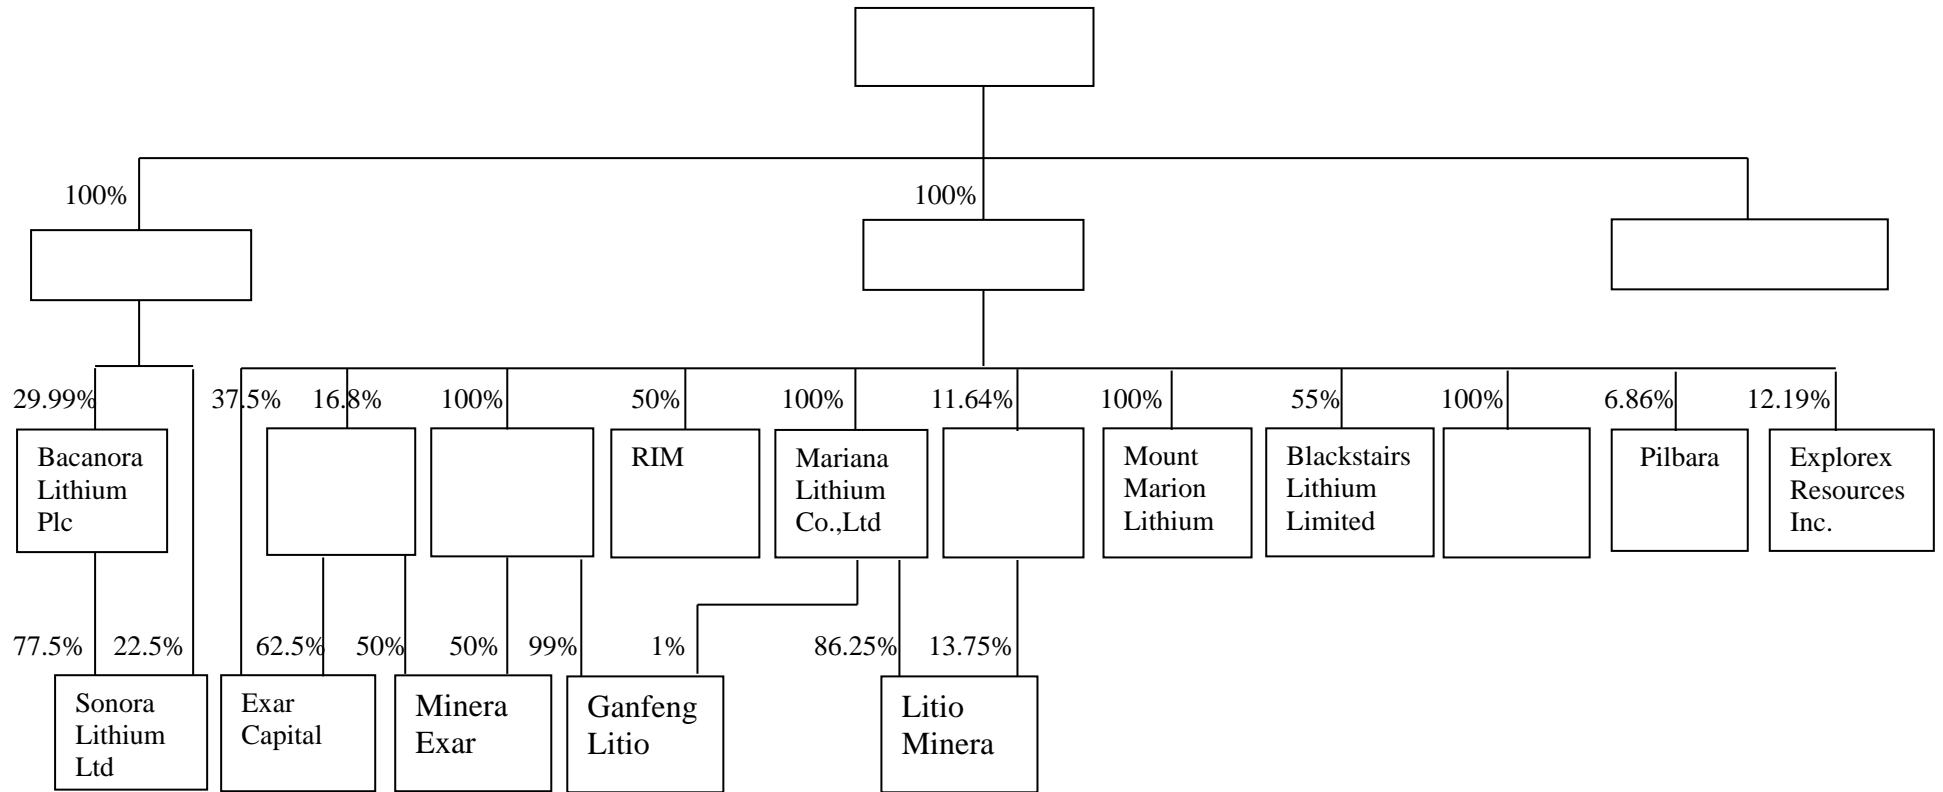 100%
100%
29.99%
37.5%
16.8%
100%
50%
100%
11.64%
100%
55%
100%
6.86%
12.19%
Bacanora
Lithium
Plc
RIM
Mariana
Lithium
Co.,Ltd
Mount
Marion
Lithium
Blackstairs
Lithium
Limited
Pilbara
Explorex
Resources
Inc.
77.5%
22.5%
62.5%
50%
50%
99%
1%
86.25%
13.75%
Sonora
Lithium
Ltd
Exar
Capital
Minera
Exar
Ganfeng
Litio
Litio
Minera